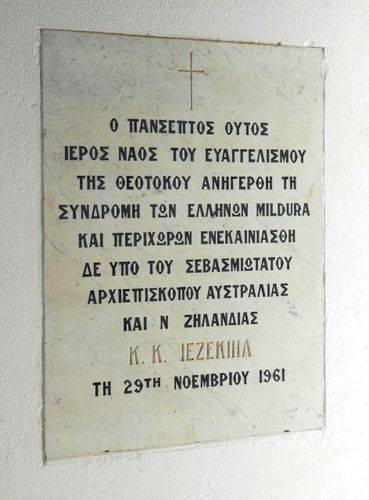 Ο ΠΑΝΣΕΠΤΟΣ ΟΥΤΟΣ
ΙΕΡΟΣ ΝΑΟΣ ΤΟΥ ΕΥΑΓΓΕΛΙΣΜΟΥ
ΤΗΣ ΘΕΟΤΟΚΟΥ ΑΝΗΓΕΡΘΗ ΤΗ
ΣΥΝΔΡΟΜΗ ΤΩΝ ΕΛΛΗΝΩΝ MILDURA
ΚΑΙ ΠΕΡΙΧΩΡΩΝ ΕΝΕΚΑΙΝΙΑΣΘΗ
ΔΕ ΥΠΟ ΤΟΥ ΣΕΒΑΣΜΙΩΤΑΤΟΥ
ΑΡΧΙΕΠΙΣΚΟΠΟΥ ΑΥΣΤΡΑΛΙΑΣ
ΚΑΙ Ν ΖΗΛΑΝΔΙΑΣ
Κ. Κ. ΙΕΖΕΚΙΗΛ
ΤΗ 29ΤΗ ΝΟΕΜΒΡΙΟΥ 1961